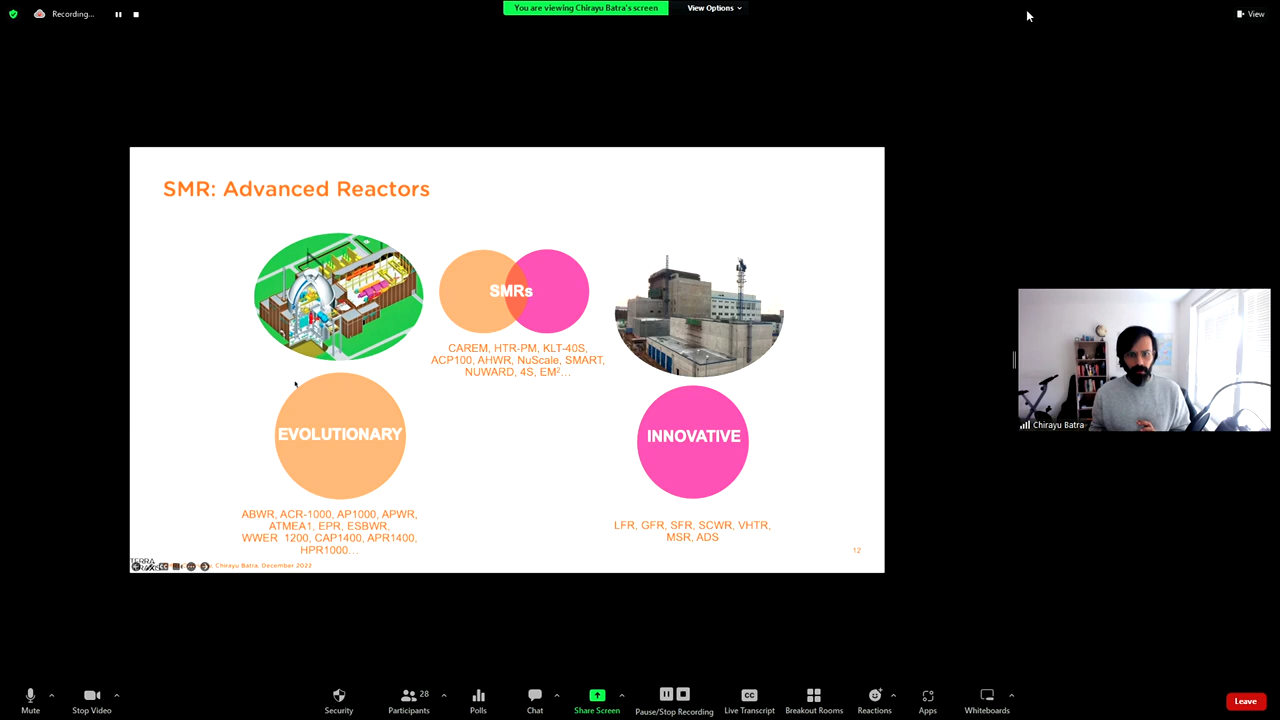 Recording...
You are viewing Chirayu Batra's screen
View Options
View
SMR: Advanced Reactors
SMRs
CAREM, HTR-PM, KLT-40S,
ACP100, AHWR, NuScale, SMART,
NUWARD, 4S, EM²...
EVOLUTIONARY
INNOVATIVE
ABWR, ACR-1000, AP1000, APWR,
ATMEA1, EPR, ESBWR,
WWER 1200, CAP1400, APR1400,
HPR1000...
LFR, GFR, SFR, SCWR, VHTR,
MSR, ADS
12
TERRA
Chirayu Batra, December 2022
Chirayu Batra
Mute
Stop Video
Security
Participants
28
Polls
Chat
Share Screen
Pause/Stop Recording
CC
Live Transcript
Breakout Rooms
Reactions
Apps
Whiteboards
Leave